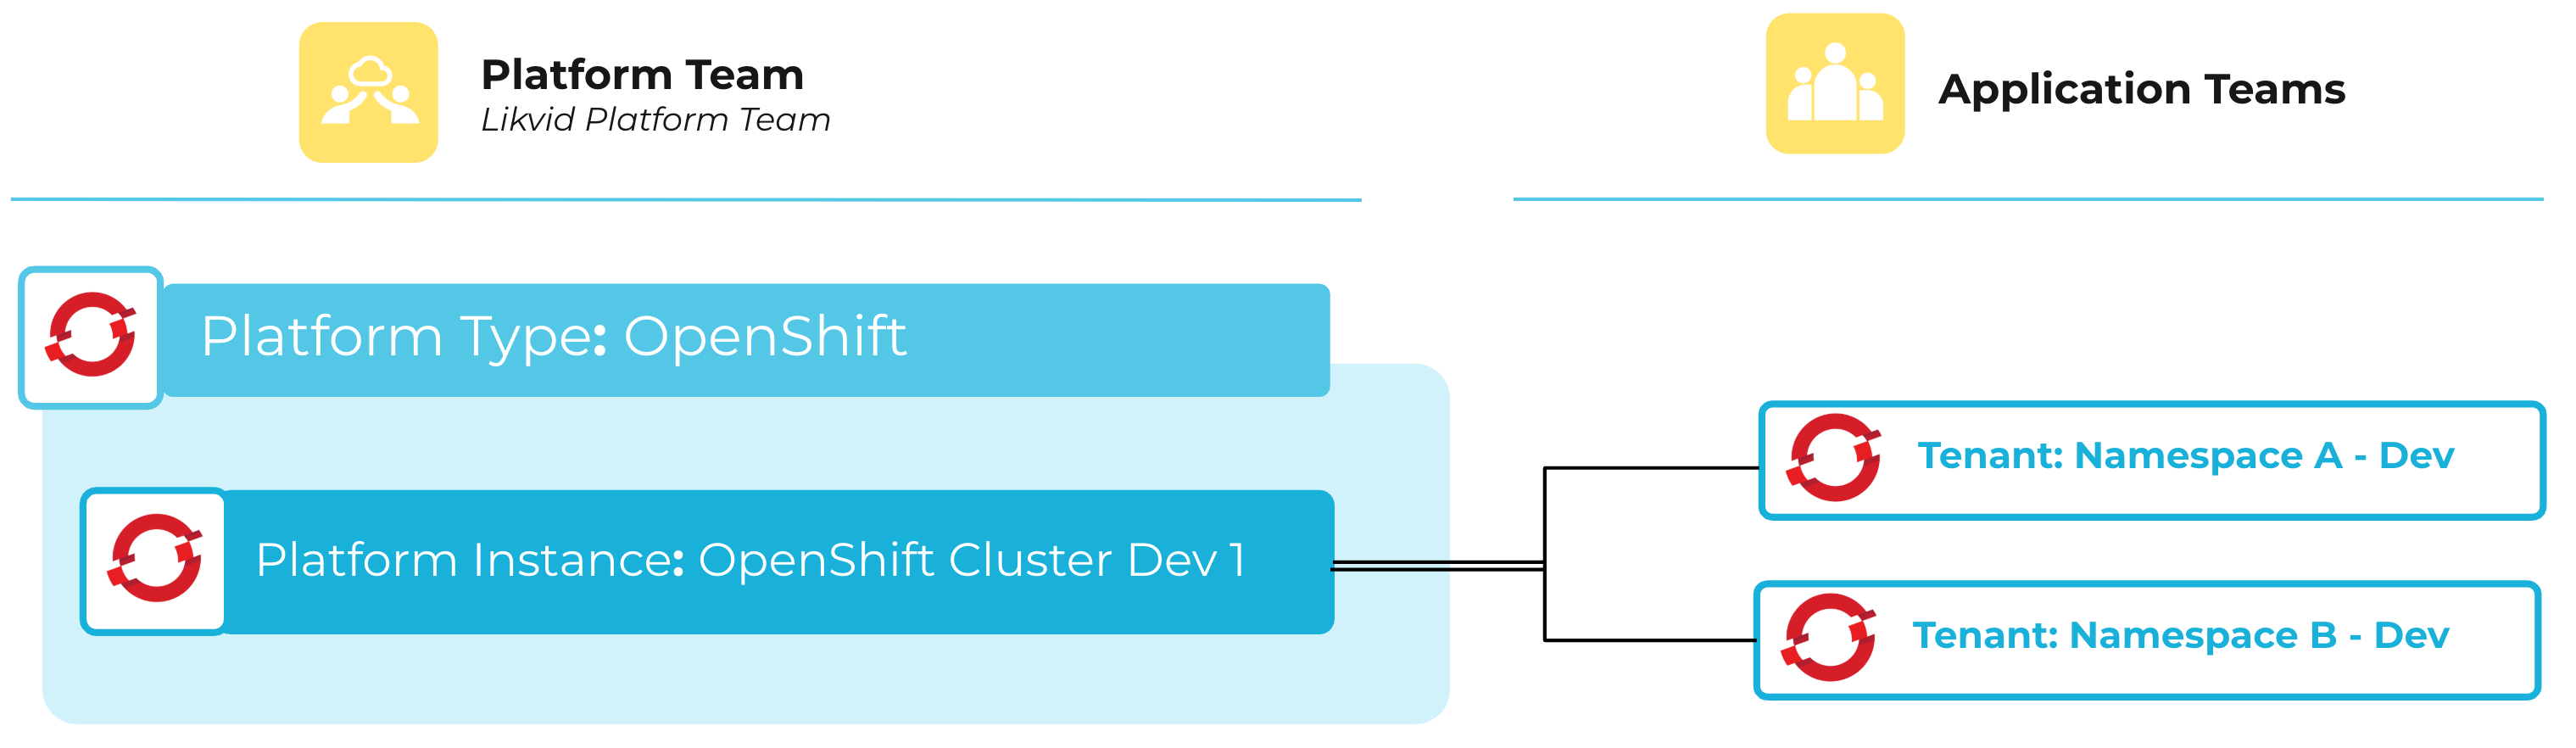 Platform Team
Likvid Platform Team
Application Teams
Platform Type: OpenShift
Platform Instance: OpenShift Cluster Dev 1
Tenant: Namespace A - Dev
Tenant: Namespace B - Dev